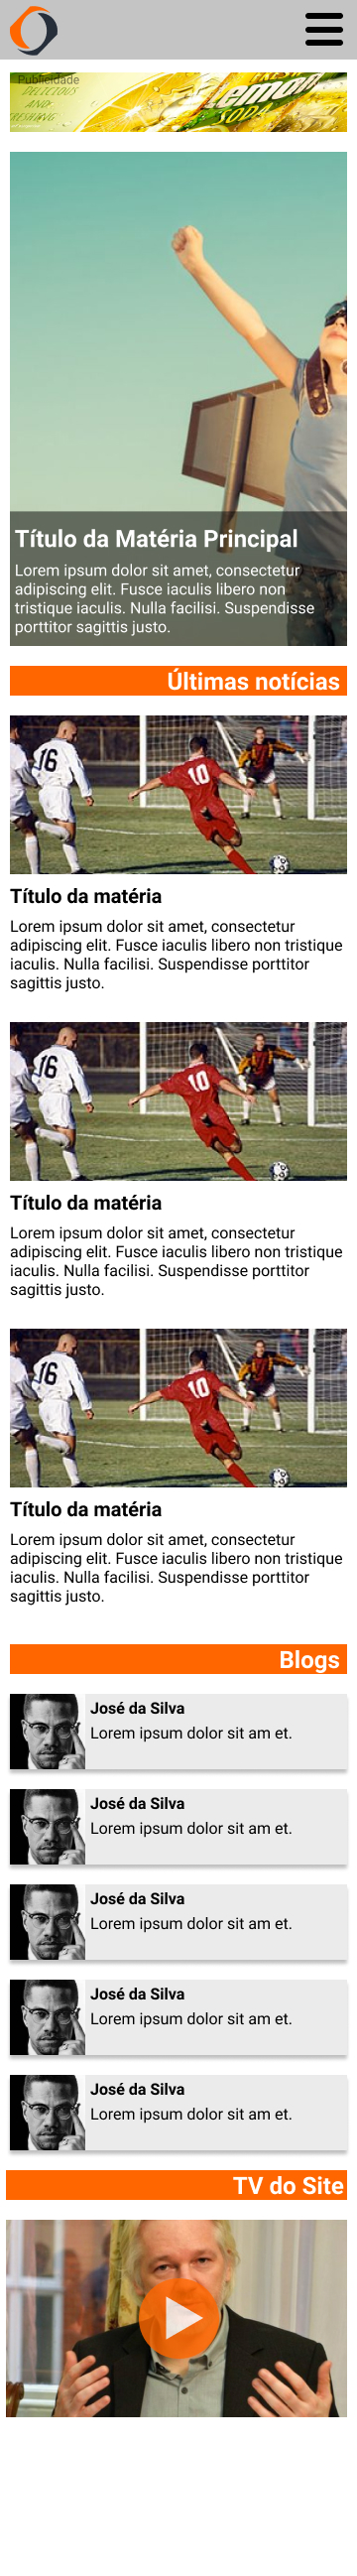 Publicidade
DELICIOUS
AND
SODA
Título da Matéria Principal
Lorem ipsum dolor sit amet, consectetur
adipiscing elit. Fusce iaculis libero non
tristique iaculis. Nulla facilisi. Suspendisse
porttitor sagittis justo.
Últimas notícias
16
10
Título da matéria
Lorem ipsum dolor sit amet, consectetur
adipiscing elit. Fusce iaculis libero non tristique
iaculis. Nulla facilisi. Suspendisse porttitor
sagittis justo.
16
10
Título da matéria
Lorem ipsum dolor sit amet, consectetur
adipiscing elit. Fusce iaculis libero non tristique
iaculis. Nulla facilisi. Suspendisse porttitor
sagittis justo.
16
10
Título da matéria
Lorem ipsum dolor sit amet, consectetur
adipiscing elit. Fusce iaculis libero non tristique
iaculis. Nulla facilisi. Suspendisse porttitor
sagittis justo.
Blogs
José da Silva
Lorem ipsum dolor sit am et.
José da Silva
Lorem ipsum dolor sit am et.
José da Silva
Lorem ipsum dolor sit am et.
José da Silva
Lorem ipsum dolor sit am et.
José da Silva
Lorem ipsum dolor sit am et.
TV do Site